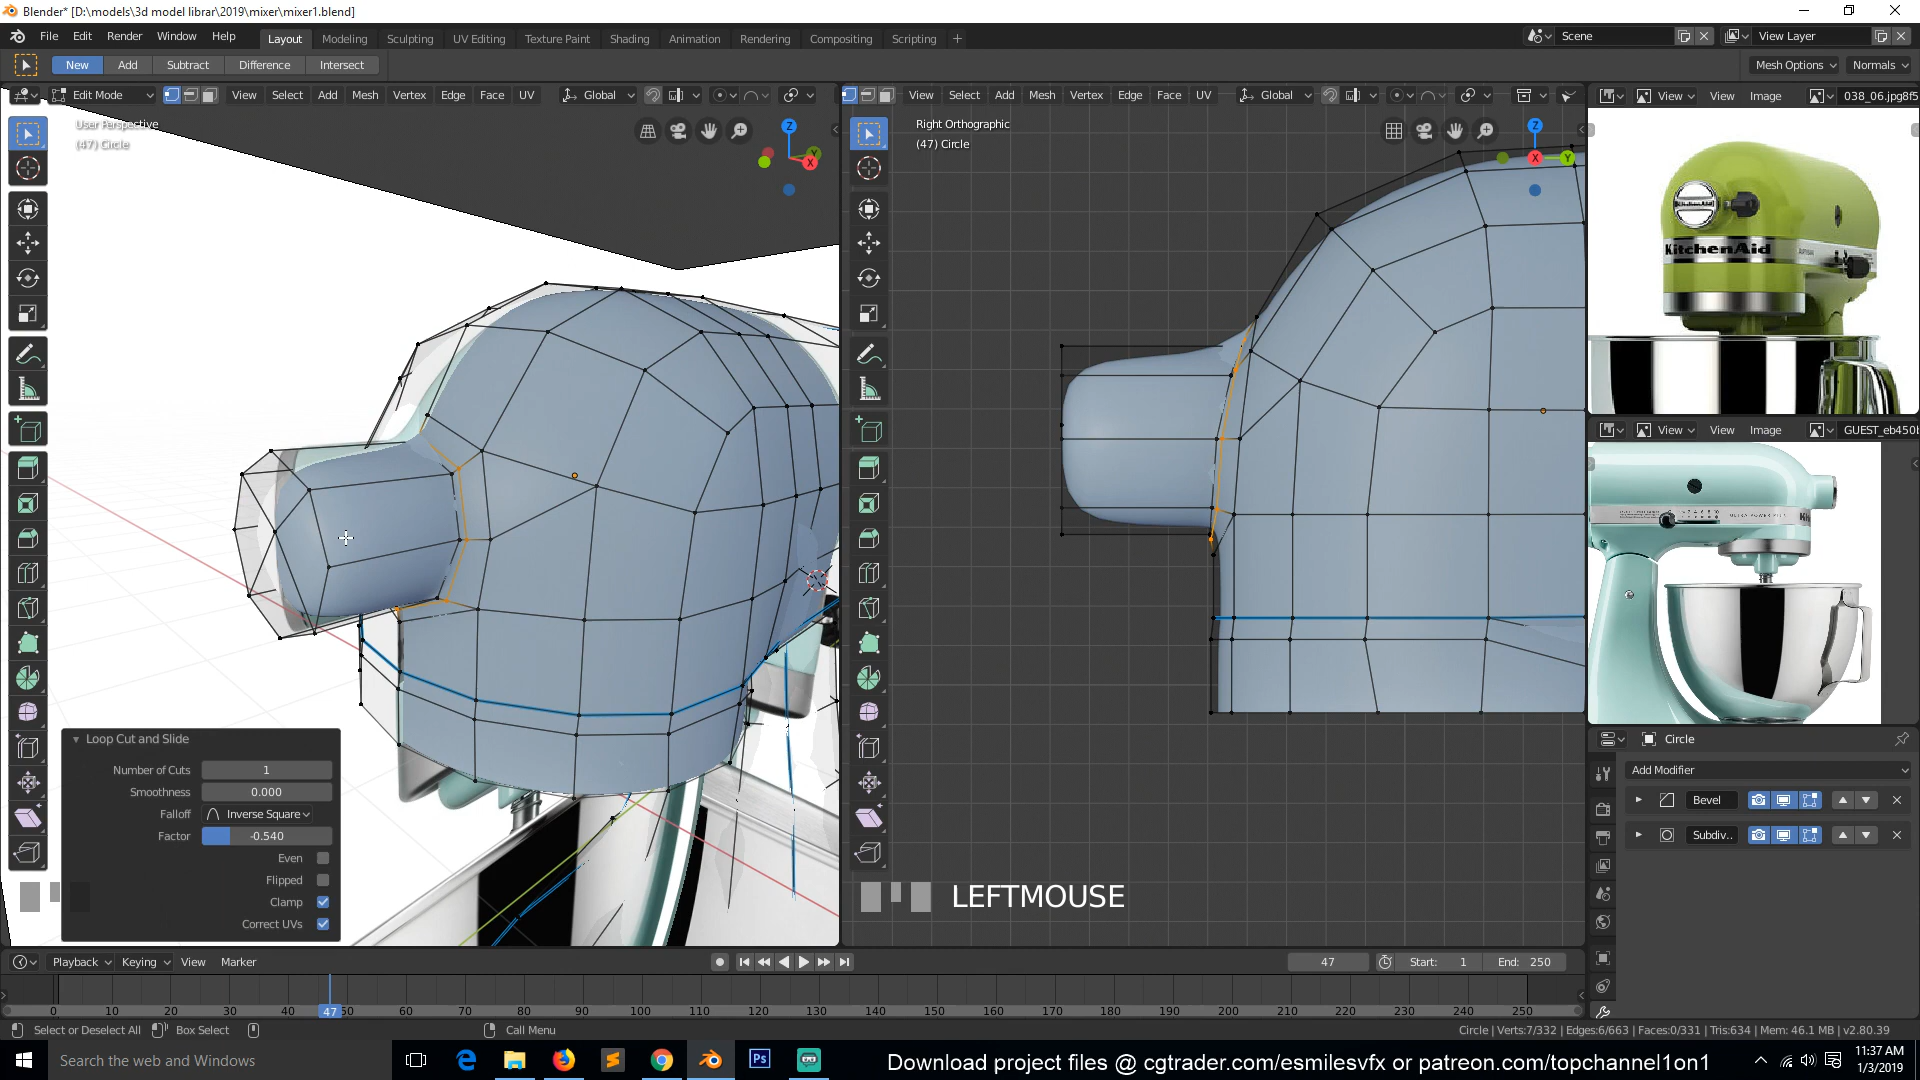 Blender* [D:\models\3d model librar\2019\mixer\mixer1.blend]
File Edit Render Window Help Layout Modeling Sculpting UV Editing Texture Paint Shading Animation Rendering Compositing Scripting + Scene View Layer
New Add Subtract Difference Intersect Mesh Options Normals
Edit Mode View Select Add Mesh Vertex Edge Face UV Global View Select Add Mesh Vertex Edge Face UV Global View View Image 038_06.jpg8f5
User Perspective
(47) Circle
Right Orthographic
(47) Circle
Z Y X
Z X Y
KitchenAid
View View Image GUEST_eb450b
Loop Cut and Slide
Number of Cuts 1
Smoothness 0.000
Falloff Inverse Square
Factor -0.540
Even
Flipped
Clamp
Correct UVs
LEFTMOUSE
Circle
Add Modifier
Bevel
Subdiv..
Playback Keying View Marker 47 Start: 1 End: 250
0 10 20 30 40 47 50 60 70 80 90 100 110 120 130 140 150 160 170 180 190 200 210 220 230 240 250
Select or Deselect All Box Select Call Menu Circle | Verts:7/332 | Edges:6/663 | Faces:0/331 | Tris:634 | Mem: 46.1 MB | v2.80.39
Search the web and Windows Ps Download project files @ cgtrader.com/esmilesvfx or patreon.com/topchannel1on1 11:37 AM
1/3/2019